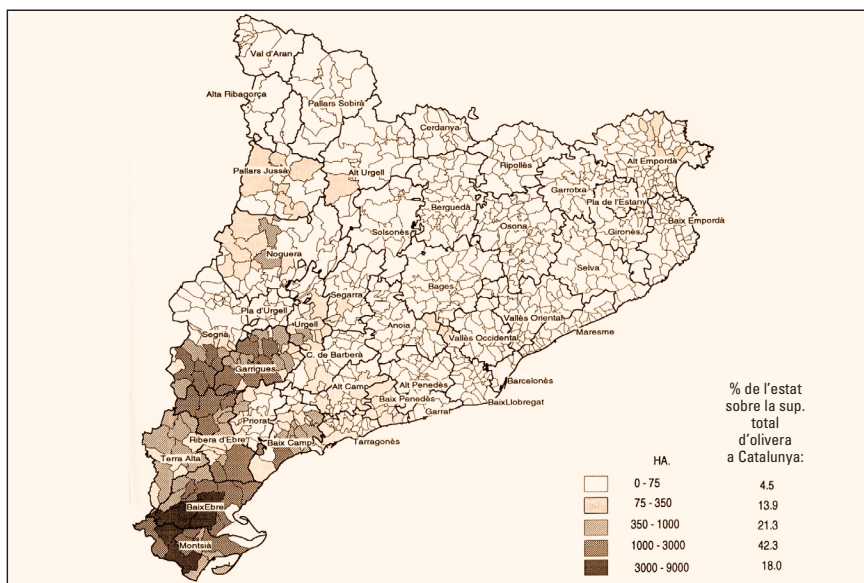 Val d'Aran
Alta Ribagorça
Pallars Sobirà
Cerdanya
Pallars Jussà
Alt Urgell
Ripollès
Alt Empordà
Garrotxa
Berguedà
Pla de l'Estany
Baix Empordà
Solsonès
Osona
Gironès
Noguera
Selva
Bages
Segarra
Pla d'Urgell
Vallès Oriental
Anoia
Urgell
Maresme
Segrià
Vallès Occidental
C. de Barberà
Garrigues
Barcelonès
Alt Camp
Alt Penedès
Baix Penedès
BaixLlobregat
Garraf
Priorat
Ribera d'Ebre
Baix Camp
Tarragonès
Terra Alta
BaixEbre
Montsià
% de l'estat
sobre la sup.
total
d'olivera
a Catalunya:
HA.
0 - 75 4.5
75 - 350 13.9
350 - 1000 21.3
1000 - 3000 42.3
3000 - 9000 18.0